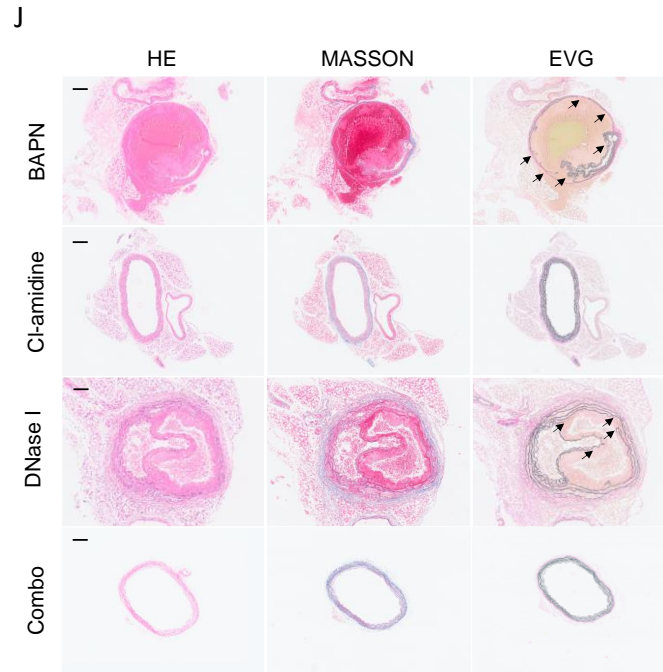 J
HE MASSON EVG
BAPN
Cl-amidine
DNase I
Combo